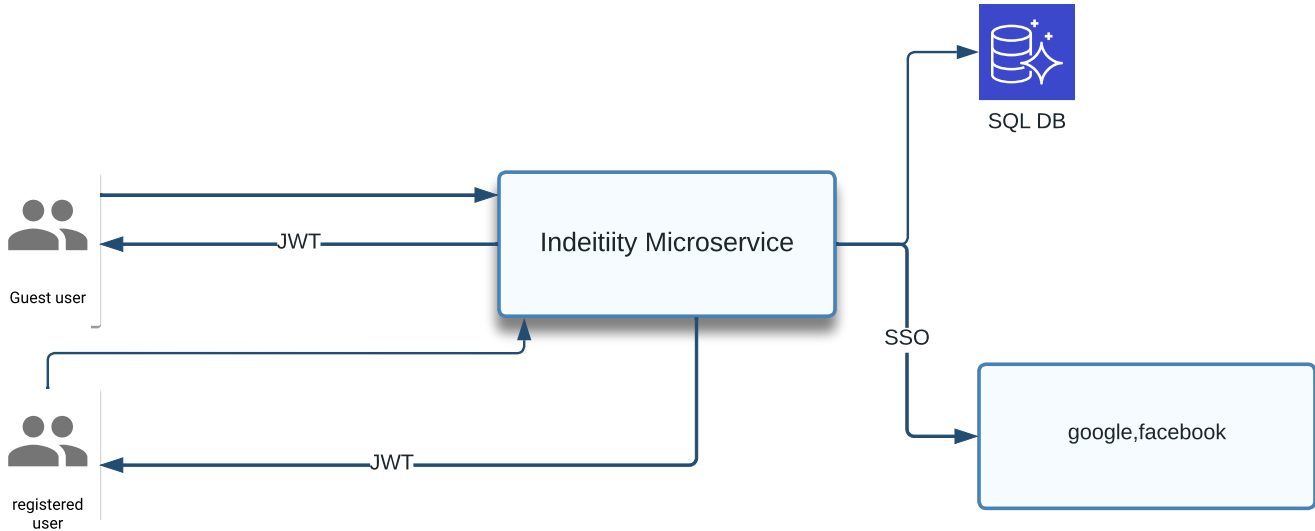 SQL DB
Indeitiity Microservice
JWT
Guest user
SSO
google,facebook
JWT
registered
user